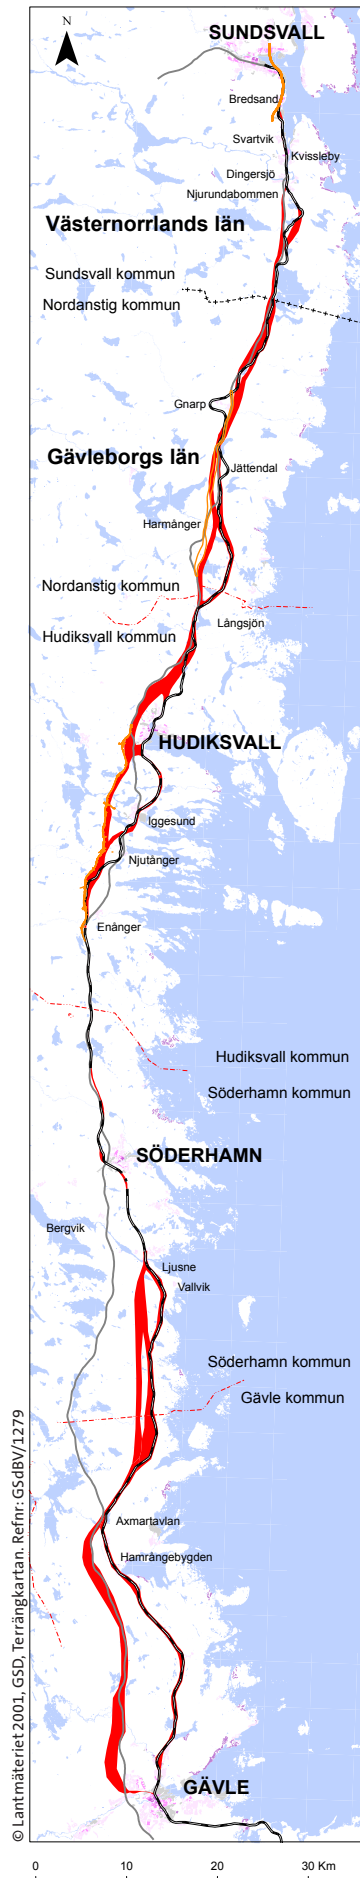 N
SUNDSVALL
Bredsand
Svartvik
Kvissleby
Dingersjö
Njurundabommen
Västernorrlands län
Sundsvall kommun
Nordanstig kommun
Gnarp
Gävleborgs län
Jättendal
Harmånger
Nordanstig kommun
Långsjön
Hudiksvall kommun
HUDIKSVALL
Iggesund
Njutånger
Enånger
Hudiksvall kommun
Söderhamn kommun
SÖDERHAMN
Bergvik
Ljusne
Vallvik
Söderhamn kommun
Gävle kommun
Axmartavlan
Hamrångebygden
GÄVLE
© Lantmäteriet 2001, GSD, Terrängkartan. Refnr: GSdBV/1279
0 10 20 30 Km